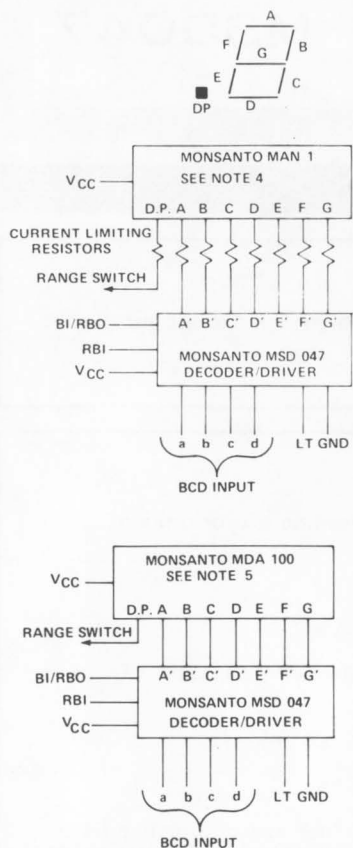 A
F
G
B
E
C
DP
D
MONSANTO MAN 1
SEE NOTE 4
VCC
D.P. A B C D E F G
CURRENT LIMITING
RESISTORS
RANGE SWITCH
BI/RBO
A' B' C' D' E' F' G'
RBI
MONSANTO MSD 047
VCC
DECODER/DRIVER
a b c d LT GND
BCD INPUT
MONSANTO MDA 100
SEE NOTE 5
VCC
D.P. A B C D E F G
RANGE SWITCH
BI/RBO
A' B' C' D' E' F' G'
RBI
MONSANTO MSD 047
VCC
DECODER/DRIVER
a b c d LT GND
BCD INPUT